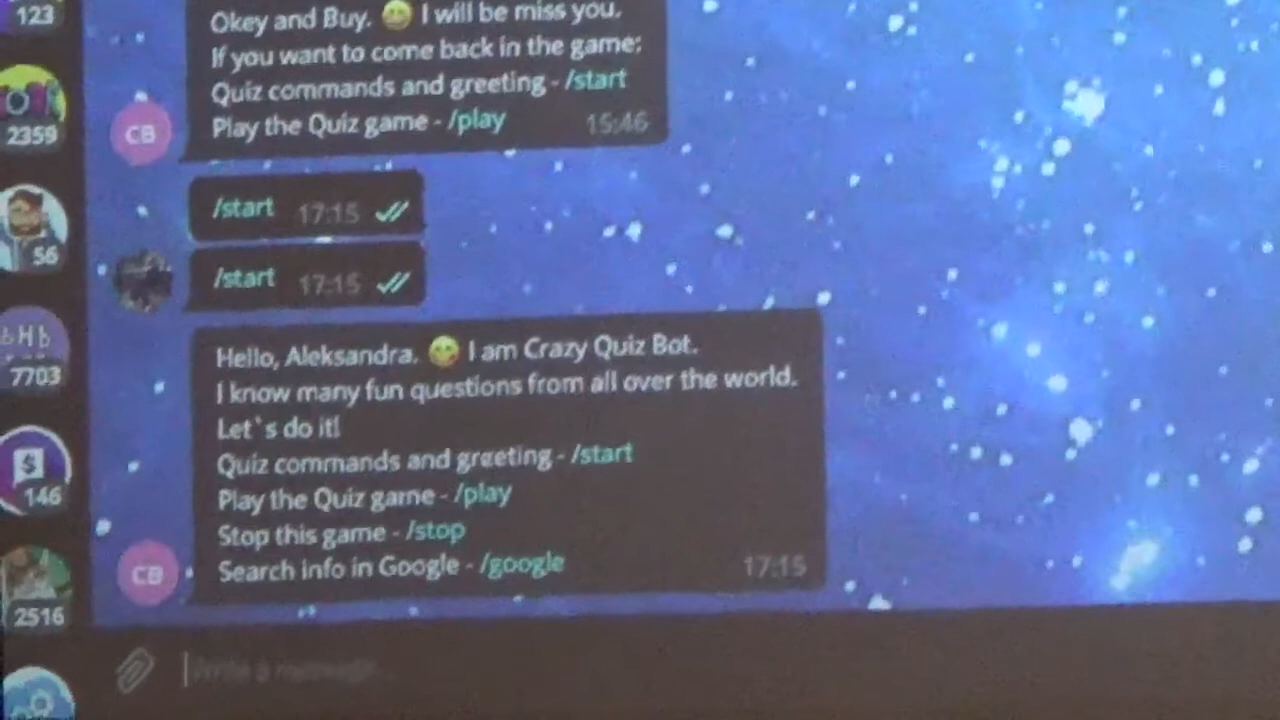 123
Okey and Buy. 😀 I will be miss you.
If you want to come back in the game:
Quiz commands and greeting - /start
Play the Quiz game - /play 15:46
CB
2359
/start 17:15
56
/start 17:15
ЬНЬ
7703
Hello, Aleksandra. 😋 I am Crazy Quiz Bot.
I know many fun questions from all over the world.
Let`s do it!
Quiz commands and greeting - /start
Play the Quiz game - /play
Stop this game - /stop
Search info in Google - /google 17:15
$
146
CB
2516
Write a message...